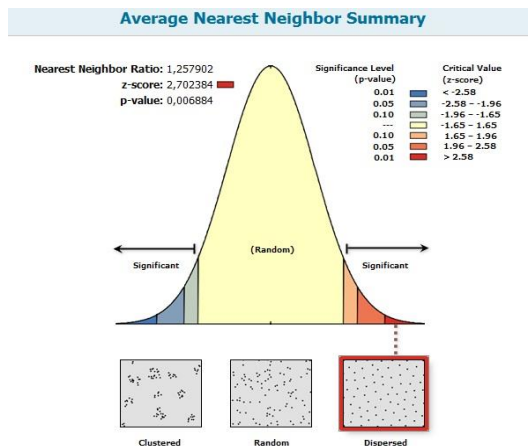 Average Nearest Neighbor Summary
Nearest Neighbor Ratio: 1,257902
z-score: 2,702384
p-value: 0,006884
Significance Level (p-value)
Critical Value (z-score)
0.01 < -2.58
0.05 -2.58 – -1.96
0.10 -1.96 – -1.65
--- -1.65 – 1.65
0.10 1.65 – 1.96
0.05 1.96 – 2.58
0.01 > 2.58
(Random)
Significant
Significant
Clustered
Random
Dispersed